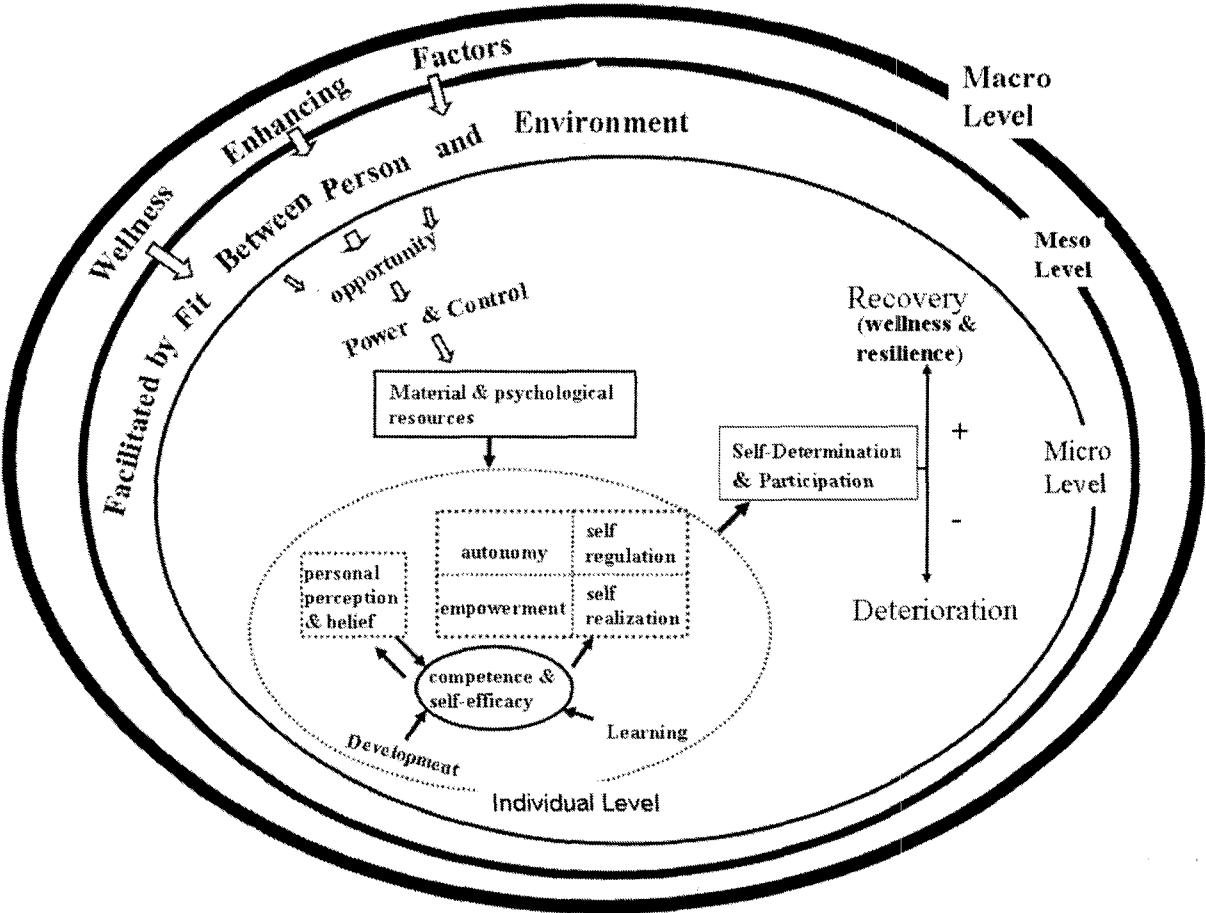 Wellness Enhancing Factors
Macro
Level
Facilitated by Fit Between Person and Environment
Meso
Level
opportunity
Power & Control
Material & psychological
resources
Recovery
(wellness &
resilience)
+
Self-Determination
& Participation
-
Deterioration
Micro
Level
autonomy
self
regulation
empowerment
self
realization
personal
perception
& belief
competence &
self-efficacy
Development
Learning
Individual Level